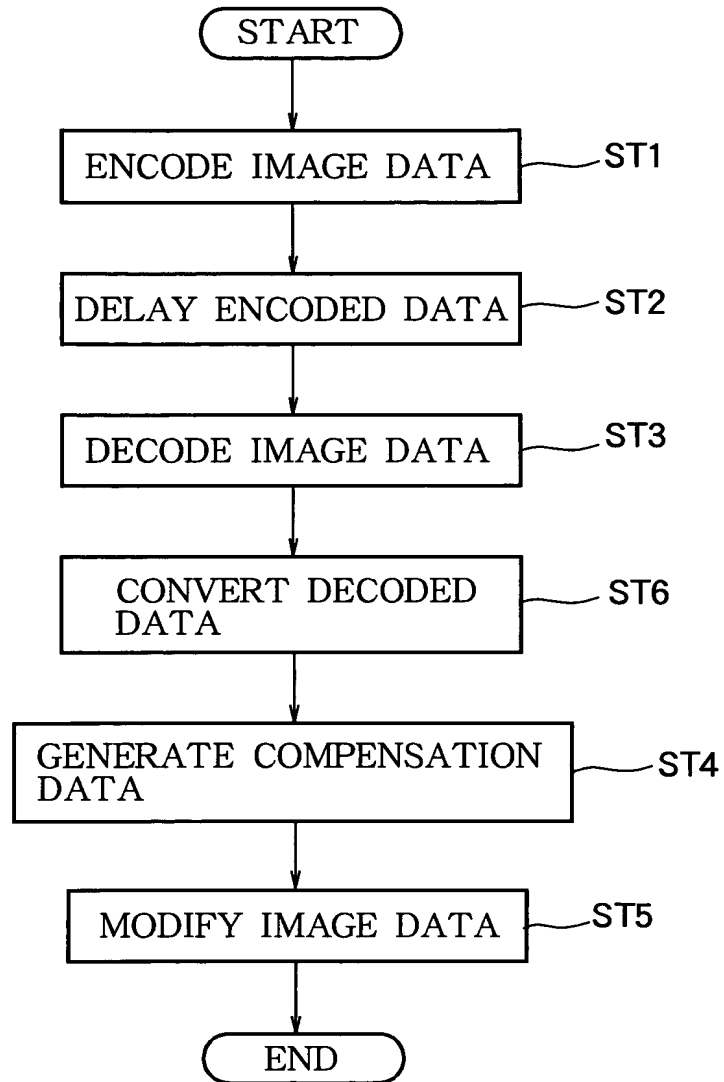 START
ENCODE IMAGE DATA
ST1
DELAY ENCODED DATA
ST2
DECODE IMAGE DATA
ST3
CONVERT DECODED
DATA
ST6
GENERATE COMPENSATION
DATA
ST4
MODIFY IMAGE DATA
ST5
END